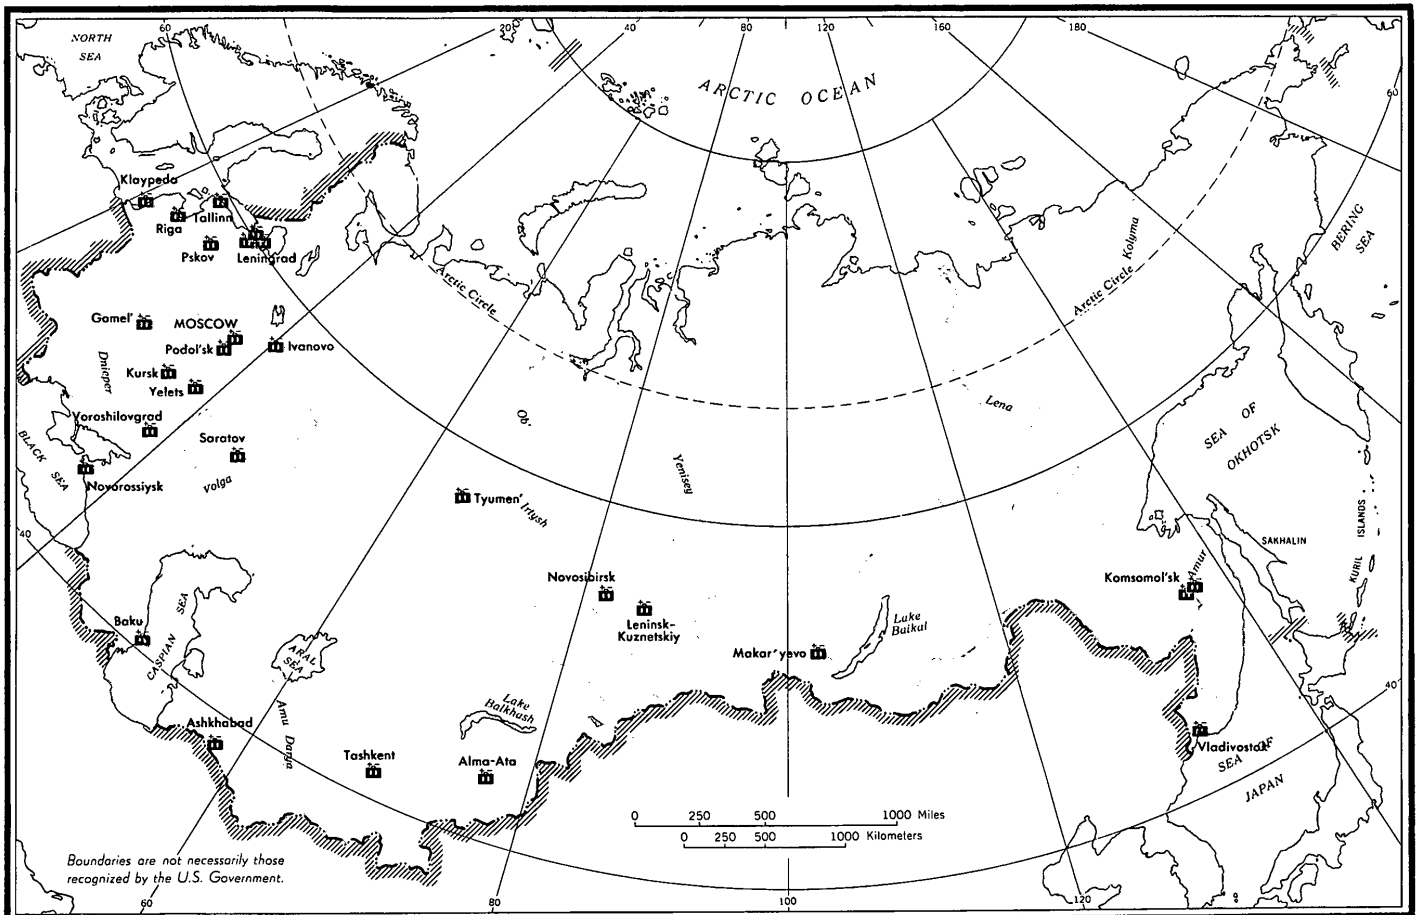 60
20
40
80
120
160
180
NORTH
SEA
ARCTIC OCEAN
60
Klaypeda
Riga
Tallinn
Pskov
Leningrad
Arctic Circle
Kolyma
Arctic Circle
BERING
SEA
Gomel'
MOSCOW
Podol'sk
Ivanovo
Dnieper
Kursk
Yelets
Voroshilovgrad
Saratov
Volga
BLACK SEA
Novorossiysk
Ob'
Lena
Yenisey
SEA OF
OKHOTSK
Tyumen'
Irtysh
40
SAKHALIN
KURIL ISLANDS
Amur
Komsomol'sk
Novosibirsk
Leninsk-
Kuznetskiy
Lake
Baikal
Makar'yevo
Baku
CASPIAN SEA
ARAL
SEA
Lake
Balkhash
Amu Darya
Ashkhabad
Tashkent
Alma-Ata
40
Vladivostok
SEA OF
JAPAN
0 250 500 1000 Miles
0 250 500 1000 Kilometers
Boundaries are not necessarily those
recognized by the U.S. Government.
60
80
100
120